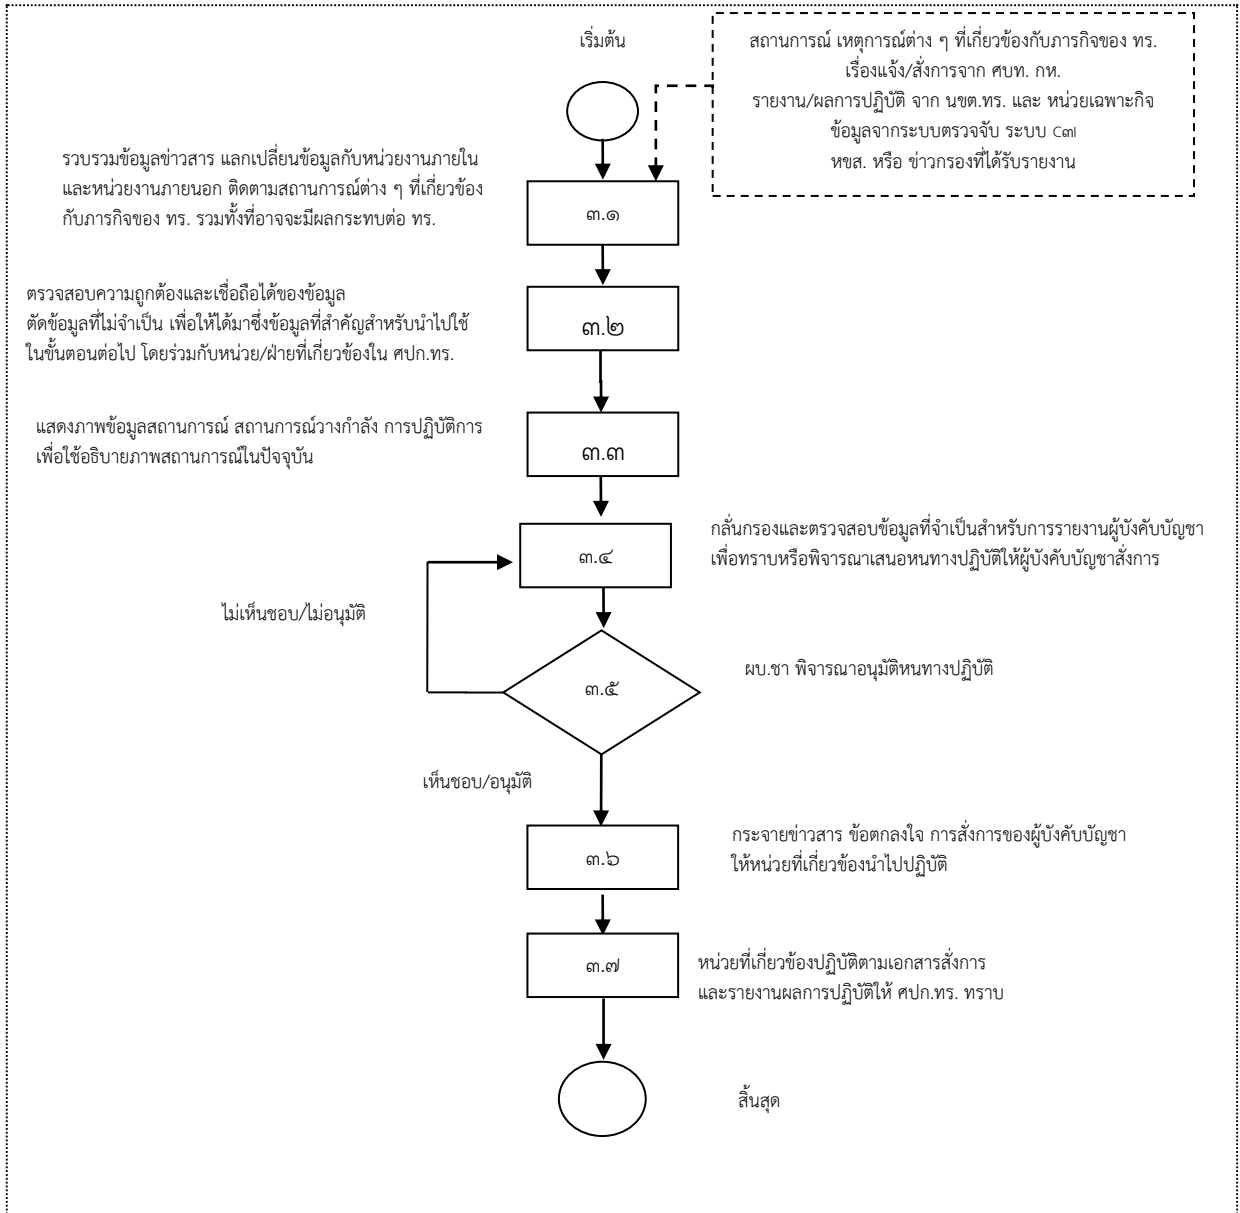 เริ่มต้น
สถานการณ์ เหตุการณ์ต่าง ๆ ที่เกี่ยวข้องกับภารกิจของ ทร.
เรื่องแจ้ง/สั่งการจาก ศบท. กห.
รายงาน/ผลการปฏิบัติ จาก นขต.ทร. และ หน่วยเฉพาะกิจ
ข้อมูลจากระบบตรวจจับ ระบบ C๓I
หขส. หรือ ข่าวกรองที่ได้รับรายงาน
รวบรวมข้อมูลข่าวสาร แลกเปลี่ยนข้อมูลกับหน่วยงานภายใน
และหน่วยงานภายนอก ติดตามสถานการณ์ต่าง ๆ ที่เกี่ยวข้อง
กับภารกิจของ ทร. รวมทั้งที่อาจจะมีผลกระทบต่อ ทร.
๓.๑
ตรวจสอบความถูกต้องและเชื่อถือได้ของข้อมูล
ตัดข้อมูลที่ไม่จำเป็น เพื่อให้ได้มาซึ่งข้อมูลที่สำคัญสำหรับนำไปใช้
ในขั้นตอนต่อไป โดยร่วมกับหน่วย/ฝ่ายที่เกี่ยวข้องใน ศปก.ทร.
๓.๒
แสดงภาพข้อมูลสถานการณ์ สถานการณ์วางกำลัง การปฏิบัติการ
เพื่อใช้อธิบายภาพสถานการณ์ในปัจจุบัน
๓.๓
กลั่นกรองและตรวจสอบข้อมูลที่จำเป็นสำหรับการรายงานผู้บังคับบัญชา
เพื่อทราบหรือพิจารณาเสนอหนทางปฏิบัติให้ผู้บังคับบัญชาสั่งการ
๓.๔
ไม่เห็นชอบ/ไม่อนุมัติ
๓.๕
ผบ.ชา พิจารณาอนุมัติหนทางปฏิบัติ
เห็นชอบ/อนุมัติ
๓.๖
กระจายข่าวสาร ข้อตกลงใจ การสั่งการของผู้บังคับบัญชา
ให้หน่วยที่เกี่ยวข้องนำไปปฏิบัติ
๓.๗
หน่วยที่เกี่ยวข้องปฏิบัติตามเอกสารสั่งการ
และรายงานผลการปฏิบัติให้ ศปก.ทร. ทราบ
สิ้นสุด